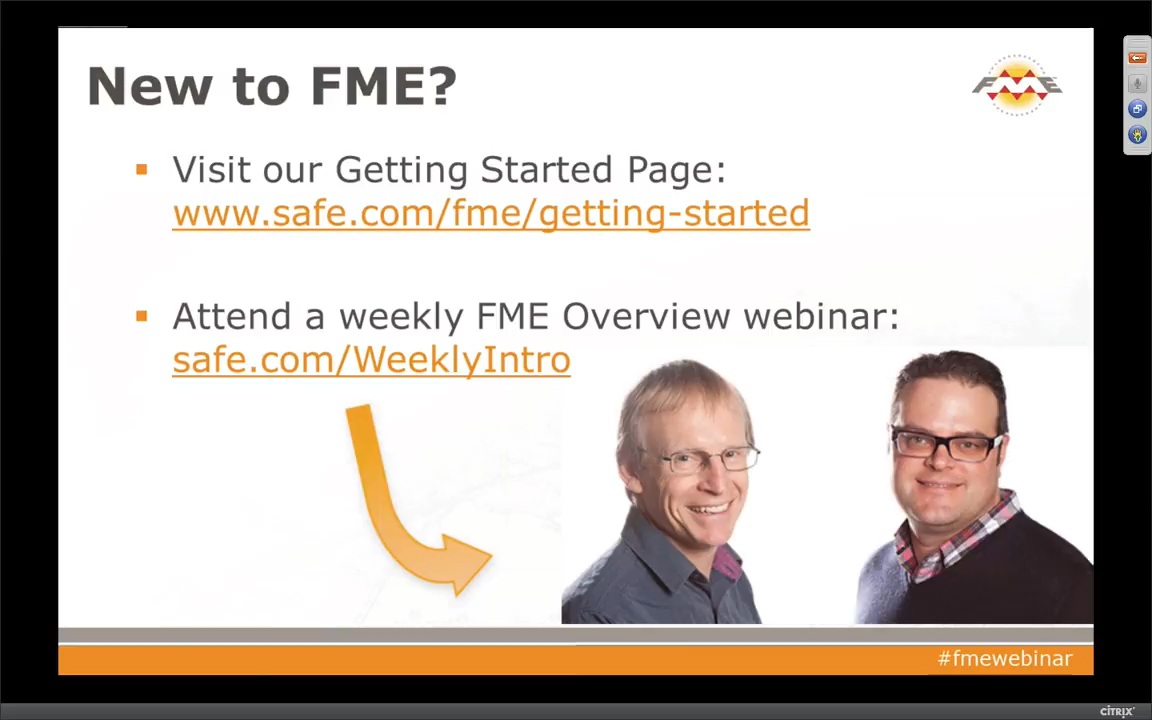 New to FME?
FME
Visit our Getting Started Page:
www.safe.com/fme/getting-started
Attend a weekly FME Overview webinar:
safe.com/WeeklyIntro
#fmewebinar
CITRIX